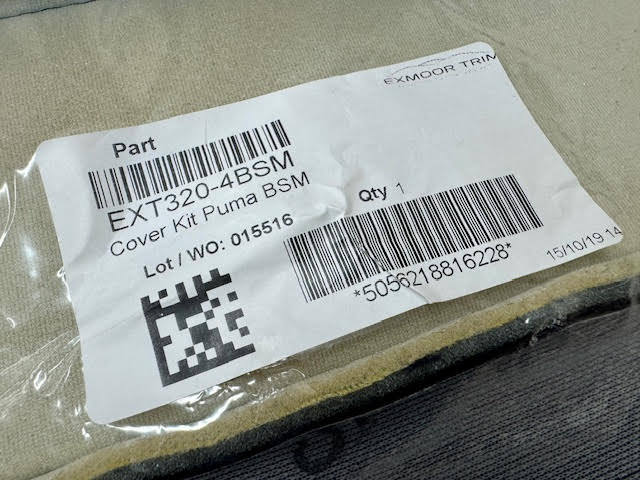 EXMOOR TRIM
Part
EXT320-4BSM
Cover Kit Puma BSM
Qty 1
Lot / WO: 015516
*5056218816228*
15/10/19 14